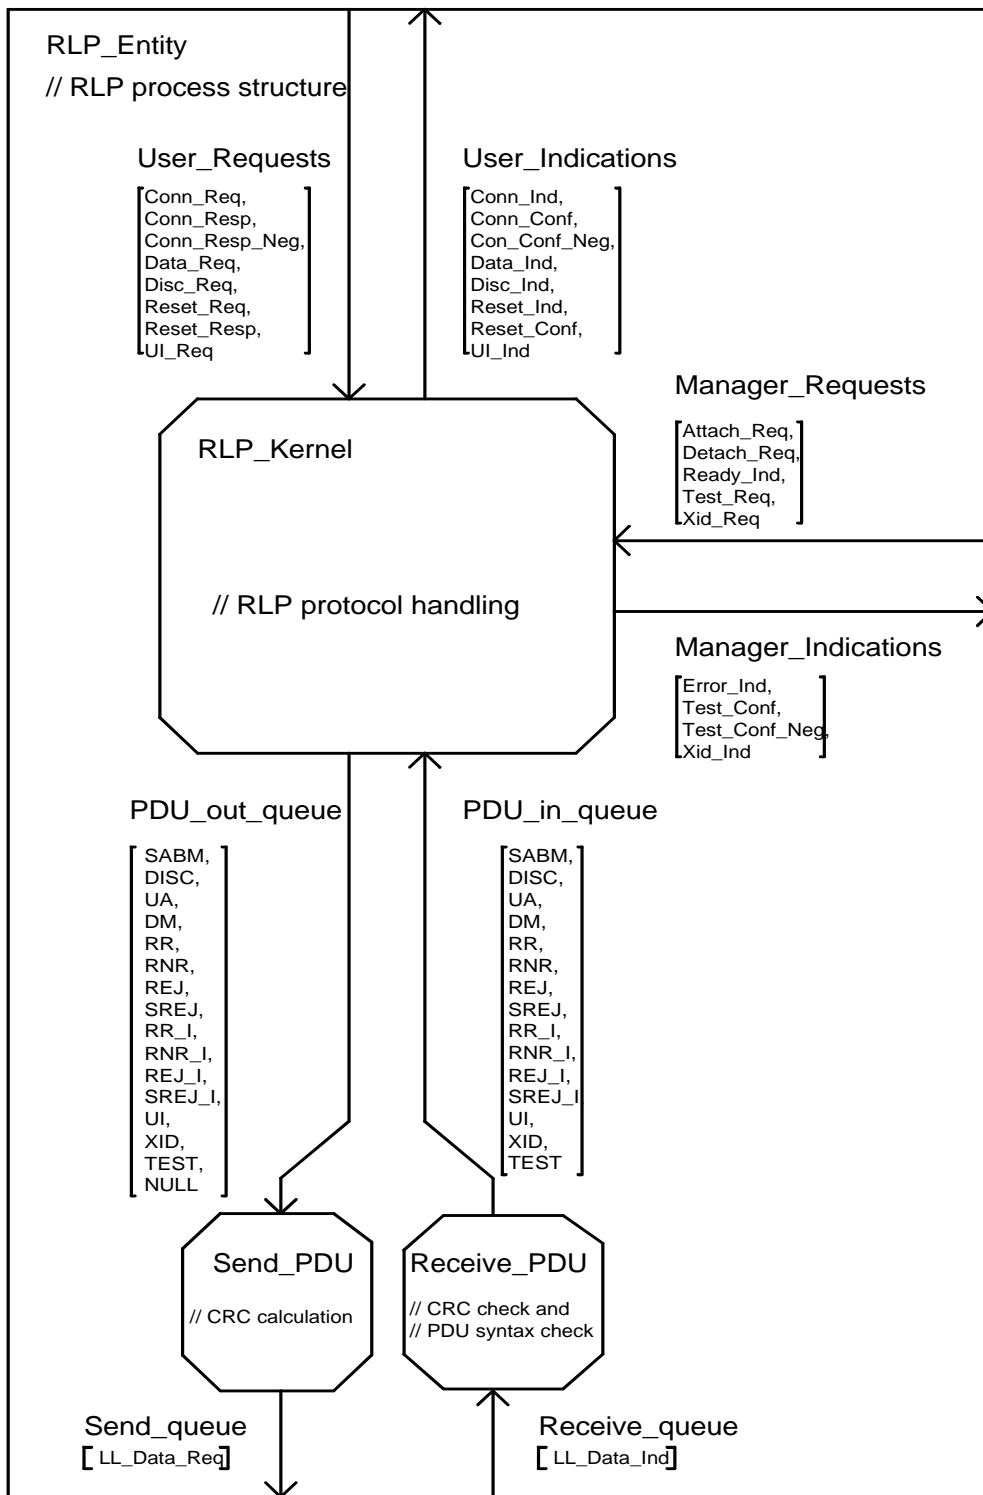 RLP_Entity
// RLP process structure
User_Requests
Conn_Req,
Conn_Resp,
Conn_Resp_Neg,
Data_Req,
Disc_Req,
Reset_Req,
Reset_Resp,
UI_Req
User_Indications
Conn_Ind,
Conn_Conf,
Con_Conf_Neg,
Data_Ind,
Disc_Ind,
Reset_Ind,
Reset_Conf,
UI_Ind
Manager_Requests
Attach_Req,
Detach_Req,
Ready_Ind,
Test_Req,
Xid_Req
RLP_Kernel
// RLP protocol handling
Manager_Indications
Error_Ind,
Test_Conf,
Test_Conf_Neg,
Xid_Ind
PDU_out_queue
SABM,
DISC,
UA,
DM,
RR,
RNR,
REJ,
SREJ,
RR_I,
RNR_I,
REJ_I,
SREJ_I,
UI,
XID,
TEST,
NULL
PDU_in_queue
SABM,
DISC,
UA,
DM,
RR,
RNR,
REJ,
SREJ,
RR_I,
RNR_I,
REJ_I,
SREJ_I,
UI,
XID,
TEST
Send_PDU
// CRC calculation
Receive_PDU
// CRC check and
// PDU syntax check
Send_queue
[ LL_Data_Req]
Receive_queue
[ LL_Data_Ind]